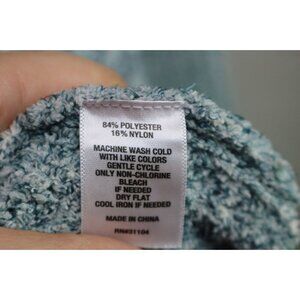 84% POLYESTER
16% NYLON
MACHINE WASH COLD
WITH LIKE COLORS
GENTLE CYCLE
ONLY NON-CHLORINE
BLEACH
IF NEEDED
DRY FLAT
COOL IRON IF NEEDED
MADE IN CHINA
RN#31104